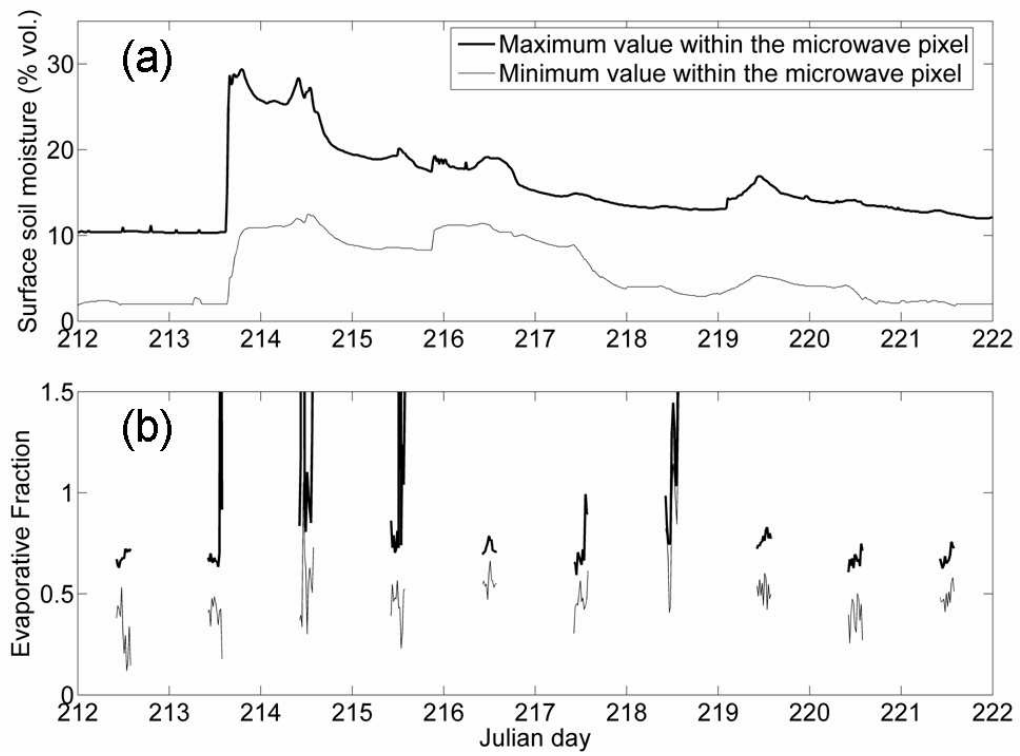 (a)
Maximum value within the microwave pixel
Minimum value within the microwave pixel
Surface soil moisture (% vol.)
30
20
10
0
212 213 214 215 216 217 218 219 220 221 222
(b)
Evaporative Fraction
1.5
1
0.5
0
212 213 214 215 216 217 218 219 220 221 222
Julian day